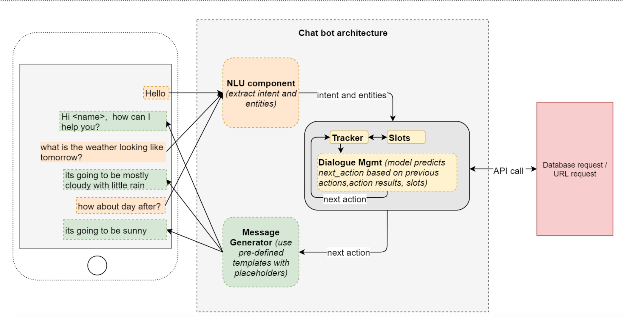 Chat bot architecture
Hello
Hi <name>,  how can I
help you?
what is the weather looking like
tomorrow?
its going to be mostly
cloudy with little rain
how about day after?
its going to be sunny
NLU component
(extract intent and
entities)
intent and entities
Tracker
Slots
Dialogue Mgmt (model predicts
next_action based on previous
actions,action results, slots)
next action
API call
Database request /
URL request
Message
Generator (use
pre-defined
templates with
placeholders)
next action